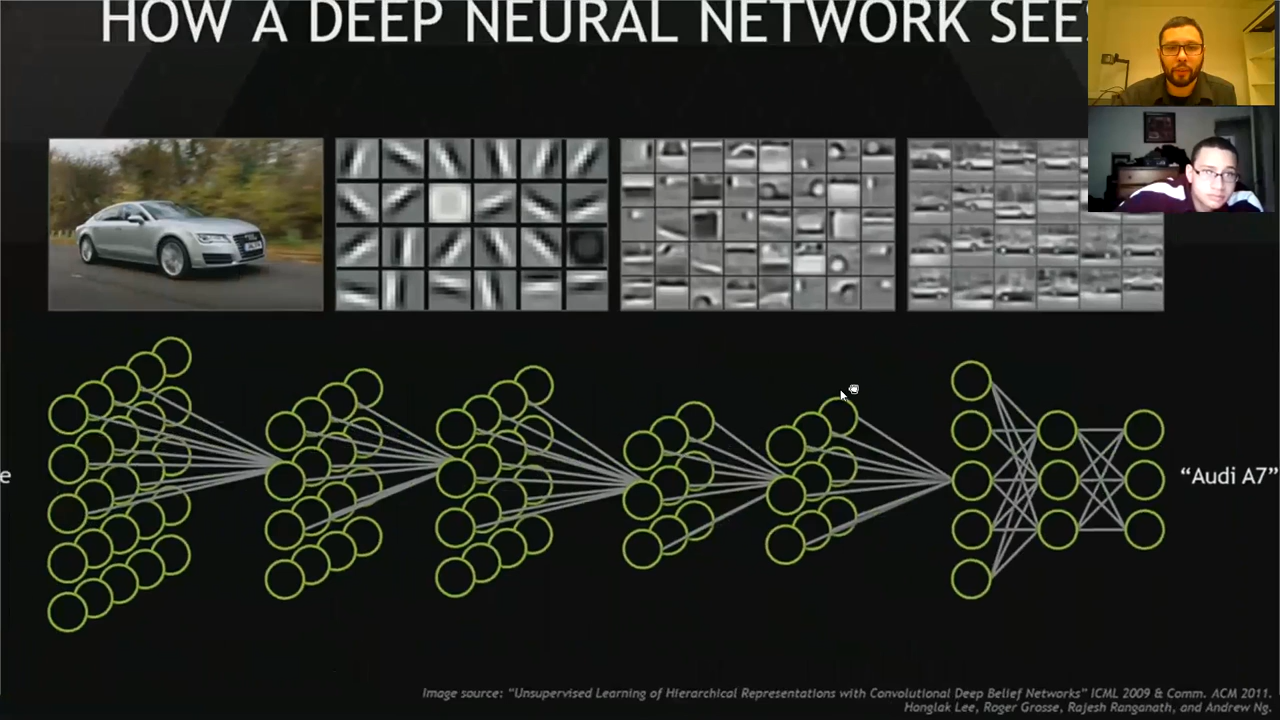 HOW A DEEP NEURAL NETWORK SEES
e
“Audi A7”
Image source: “Unsupervised Learning of Hierarchical Representations with Convolutional Deep Belief Networks” ICML 2009 & Comm. ACM 2011.
Honglak Lee, Roger Grosse, Rajesh Ranganath, and Andrew Ng.